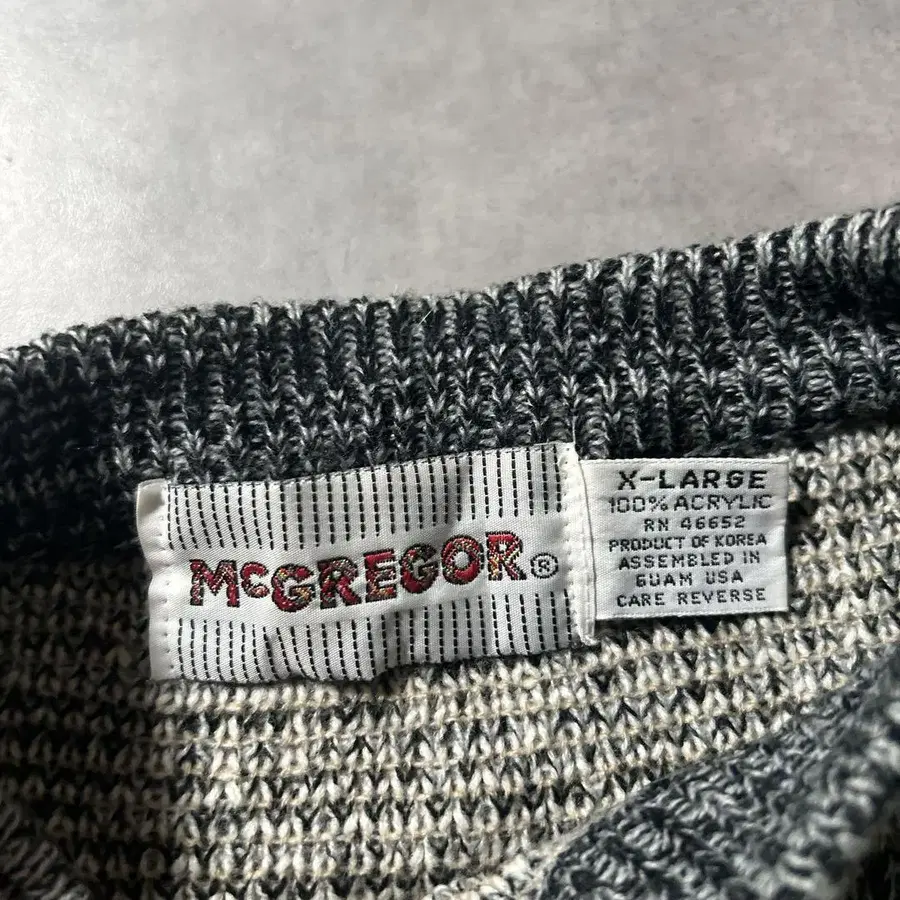 McGREGOR®
X-LARGE
100% ACRYLIC
RN 46652
PRODUCT OF KOREA
ASSEMBLED IN
GUAM USA
CARE REVERSE